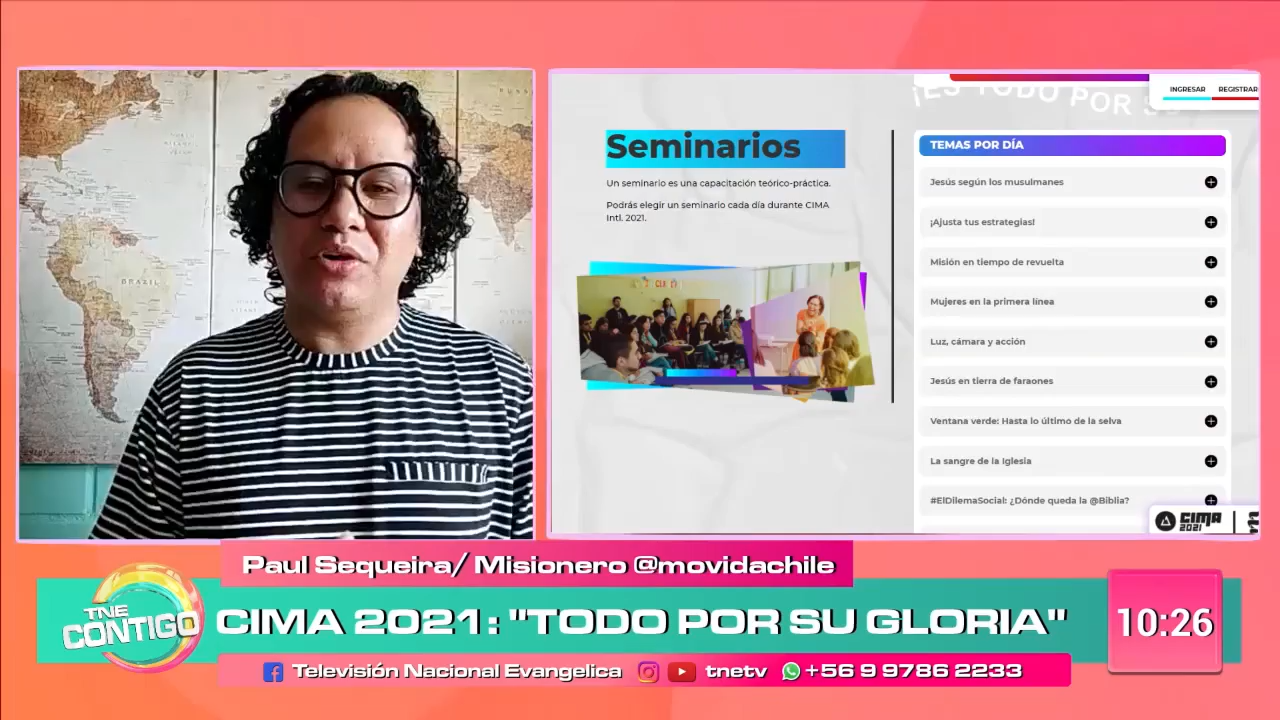 BRAZIL
¡ES TODO POR SU
INGRESAR REGISTRAR
Seminarios
Un seminario es una capacitación teórico-práctica.
Podrás elegir un seminario cada día durante CIMA
Intl. 2021.
TEMAS POR DÍA
Jesús según los musulmanes
¡Ajusta tus estrategias!
Misión en tiempo de revuelta
Mujeres en la primera línea
Luz, cámara y acción
Jesús en tierra de faraones
Ventana verde: Hasta lo último de la selva
La sangre de la Iglesia
#ElDilemaSocial: ¿Dónde queda la @Biblia?
CIMA
2021
Paul Sequeira/ Misionero @movidachile
TNE
CONTIGO
CIMA 2021: "TODO POR SU GLORIA"
10:26
Televisión Nacional Evangelica tnetv +56 9 9786 2233